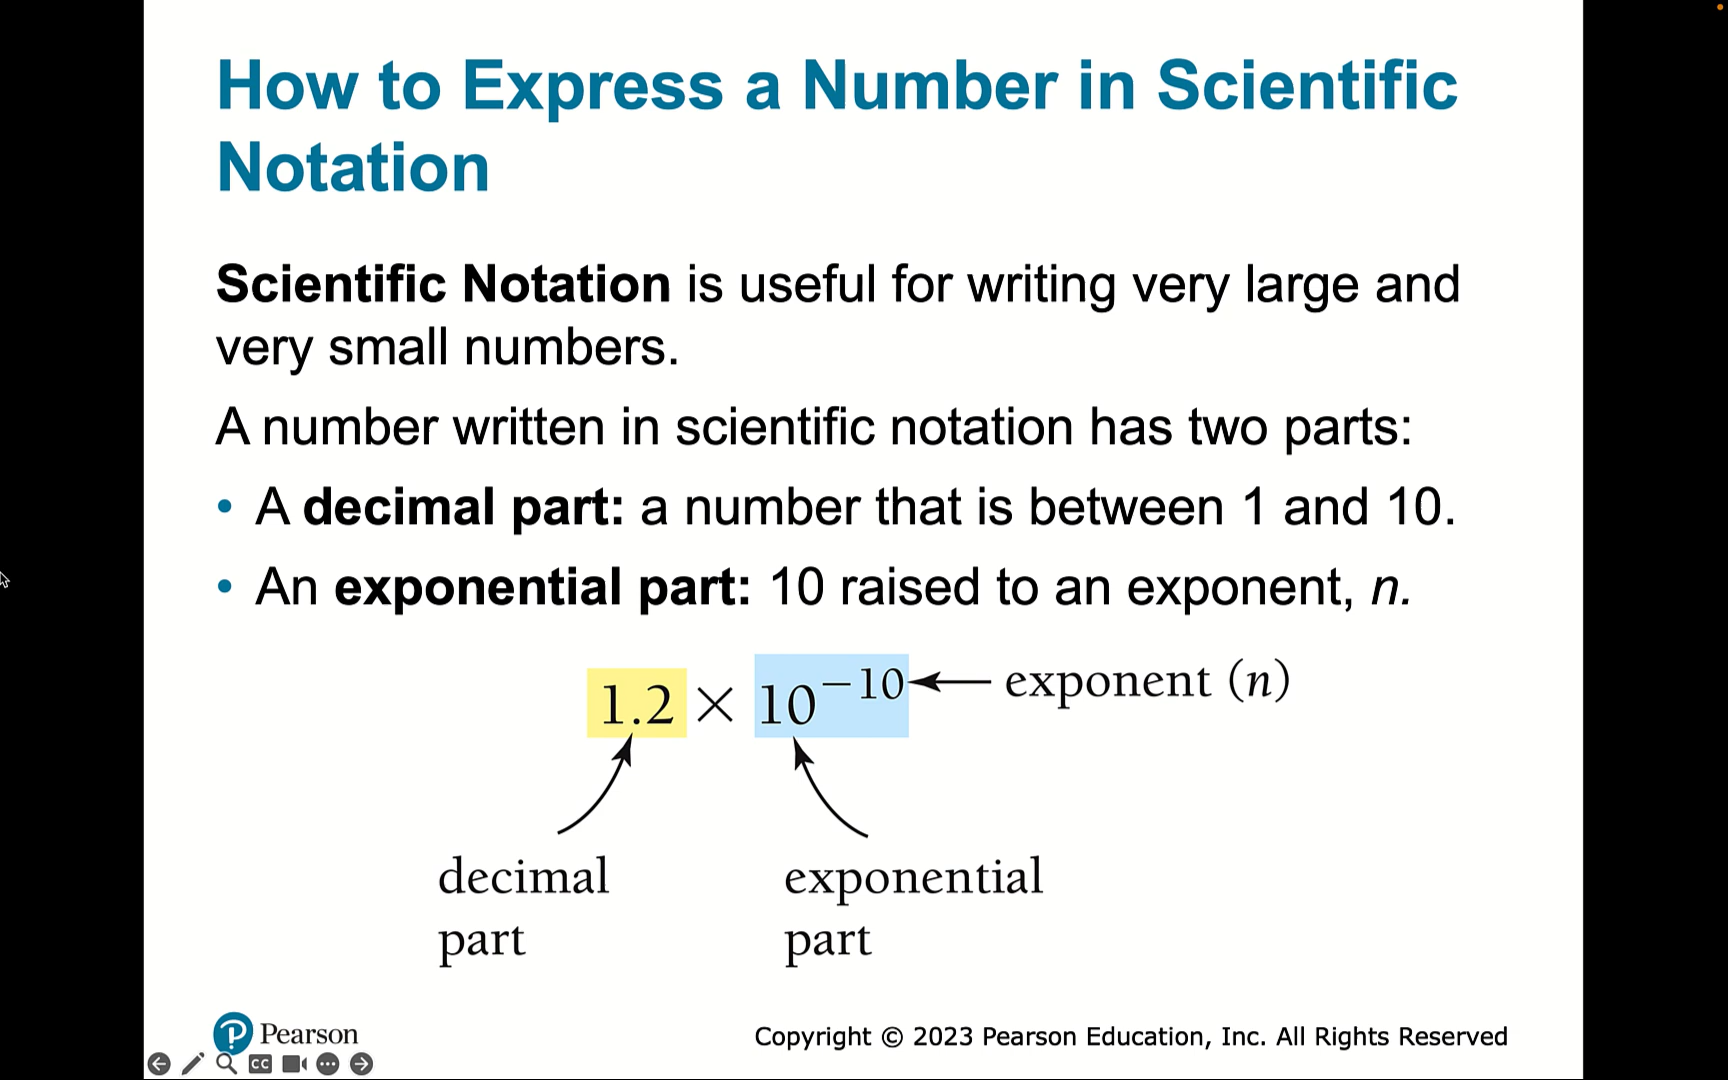 How to Express a Number in Scientific
Notation
Scientific Notation is useful for writing very large and
very small numbers.
A number written in scientific notation has two parts:
• A decimal part: a number that is between 1 and 10.
• An exponential part: 10 raised to an exponent, n.
1.2 × 10⁻¹⁰ exponent (n)
decimal exponential
part part
Pearson
Copyright © 2023 Pearson Education, Inc. All Rights Reserved
CC